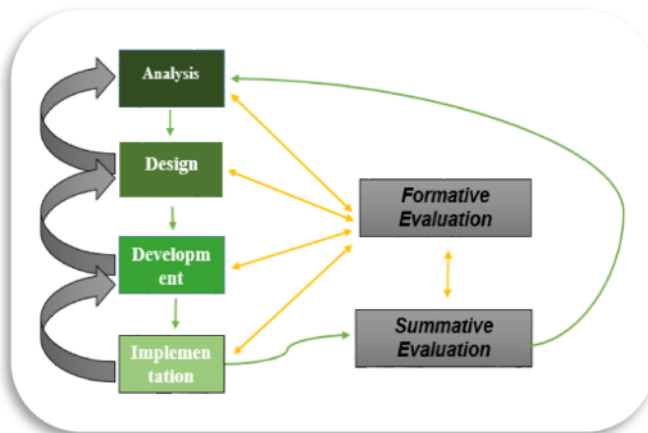 Analysis
Design
Developm
ent
Implemen
tation
Formative
Evaluation
Summative
Evaluation